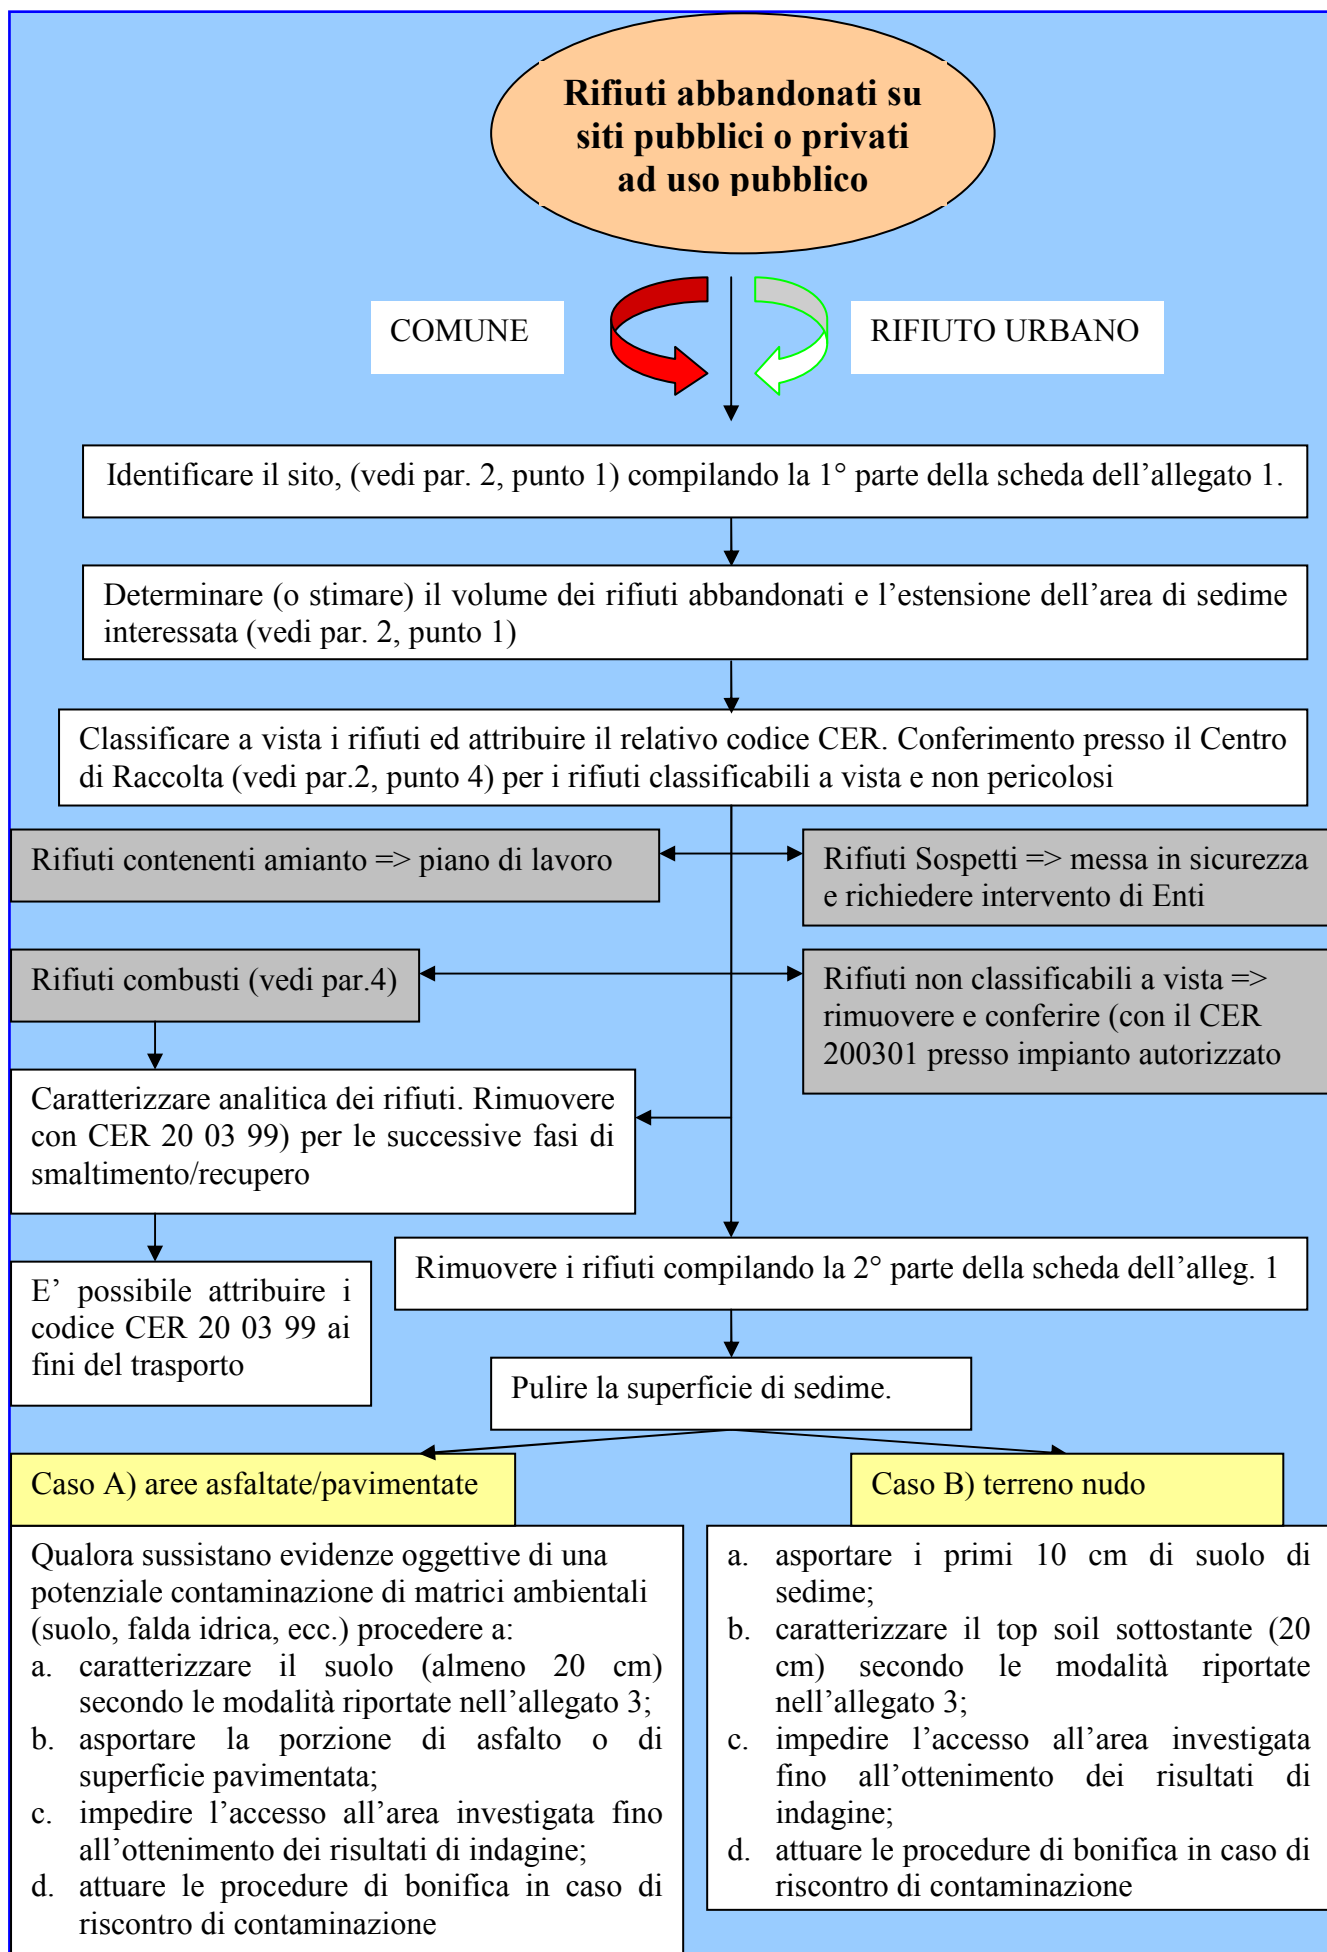 Rifiuti abbandonati su
siti pubblici o privati
ad uso pubblico
COMUNE
RIFIUTO URBANO
Identificare il sito, (vedi par. 2, punto 1) compilando la 1° parte della scheda dell’allegato 1.
Determinare (o stimare) il volume dei rifiuti abbandonati e l’estensione dell’area di sedime
interessata (vedi par. 2, punto 1)
Classificare a vista i rifiuti ed attribuire il relativo codice CER. Conferimento presso il Centro
di Raccolta (vedi par.2, punto 4) per i rifiuti classificabili a vista e non pericolosi
Rifiuti contenenti amianto => piano di lavoro
Rifiuti Sospetti => messa in sicurezza
e richiedere intervento di Enti
Rifiuti combusti (vedi par.4)
Rifiuti non classificabili a vista =>
rimuovere e conferire (con il CER
200301 presso impianto autorizzato
Caratterizzare analitica dei rifiuti. Rimuovere
con CER 20 03 99) per le successive fasi di
smaltimento/recupero
Rimuovere i rifiuti compilando la 2° parte della scheda dell’alleg. 1
E’ possibile attribuire i
codice CER 20 03 99 ai
fini del trasporto
Pulire la superficie di sedime.
Caso A) aree asfaltate/pavimentate
Qualora sussistano evidenze oggettive di una
potenziale contaminazione di matrici ambientali
(suolo, falda idrica, ecc.) procedere a:
a. caratterizzare il suolo (almeno 20 cm)
secondo le modalità riportate nell’allegato 3;
b. asportare la porzione di asfalto o di
superficie pavimentata;
c. impedire l’accesso all’area investigata fino
all’ottenimento dei risultati di indagine;
d. attuare le procedure di bonifica in caso di
riscontro di contaminazione
Caso B) terreno nudo
a. asportare i primi 10 cm di suolo di
sedime;
b. caratterizzare il top soil sottostante (20
cm) secondo le modalità riportate
nell’allegato 3;
c. impedire l’accesso all’area investigata
fino all’ottenimento dei risultati di
indagine;
d. attuare le procedure di bonifica in caso di
riscontro di contaminazione